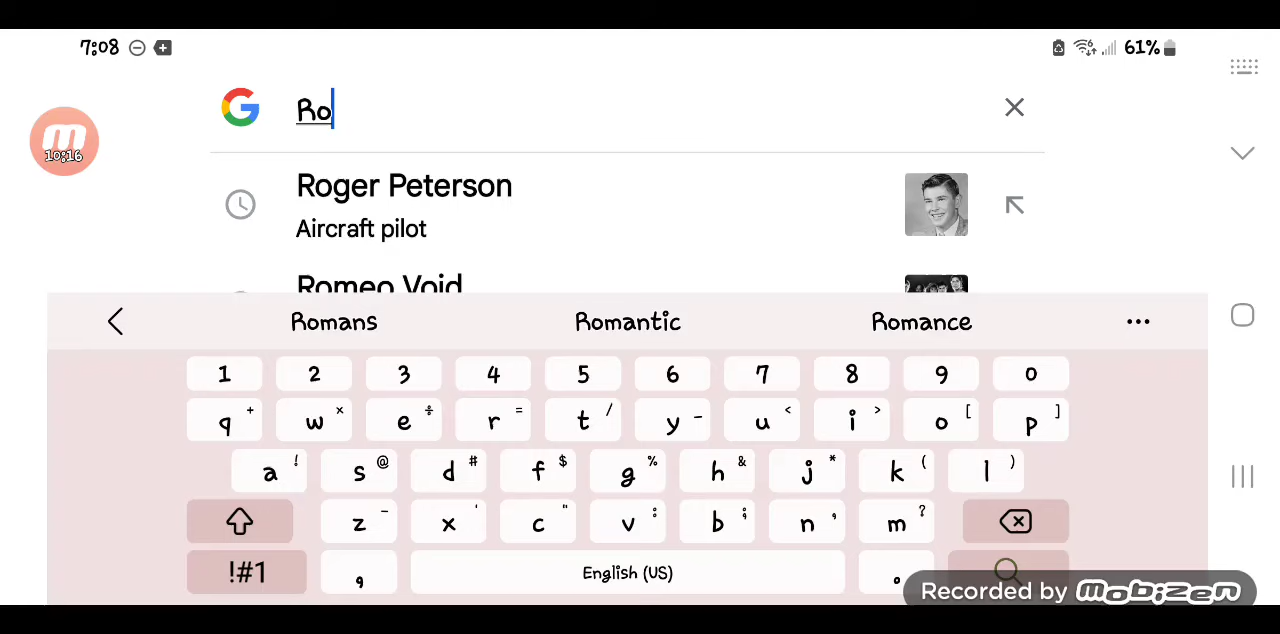 7:08 61%
10:16
Ro
Roger Peterson
Aircraft pilot
Romeo Void
Romans Romantic Romance
1 2 3 4 5 6 7 8 9 0
q + w × e ÷ r = t / y - u < i > o [ p ]
a ! s @ d # f $ g % h & j * k ( l )
z - x ' c " v : b ; n , m ?
!#1 , English (US) .
Recorded by Mobizen